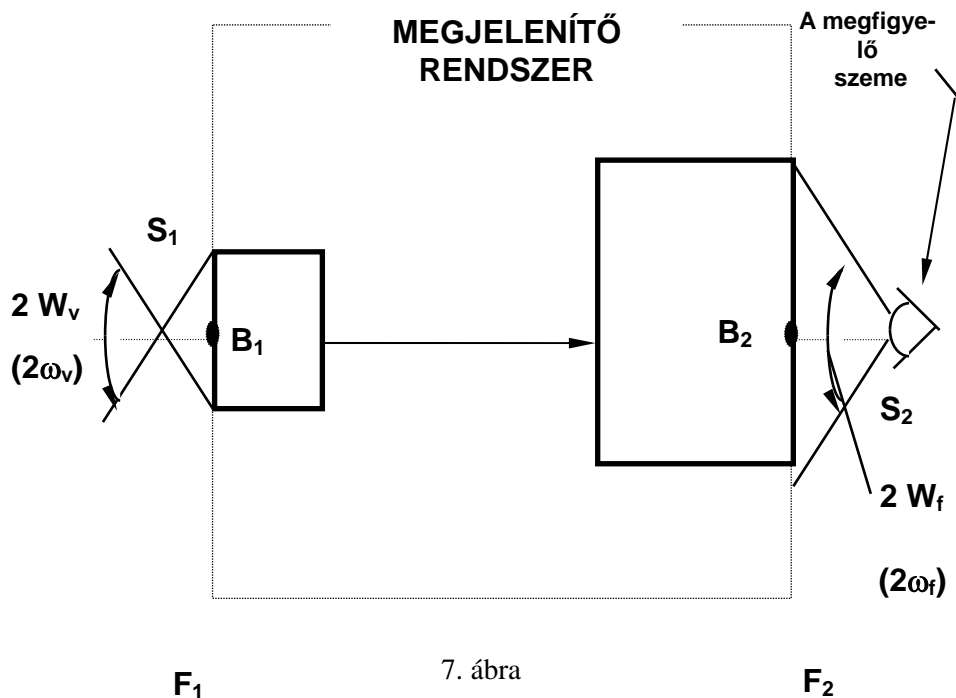 MEGJELENÍTŐ
RENDSZER
A megfigye-
lő
szeme
S₁
2 Wᵥ
(2ωᵥ)
B₁
B₂
S₂
2 W_f
(2ω_f)
7. ábra
F₁
F₂